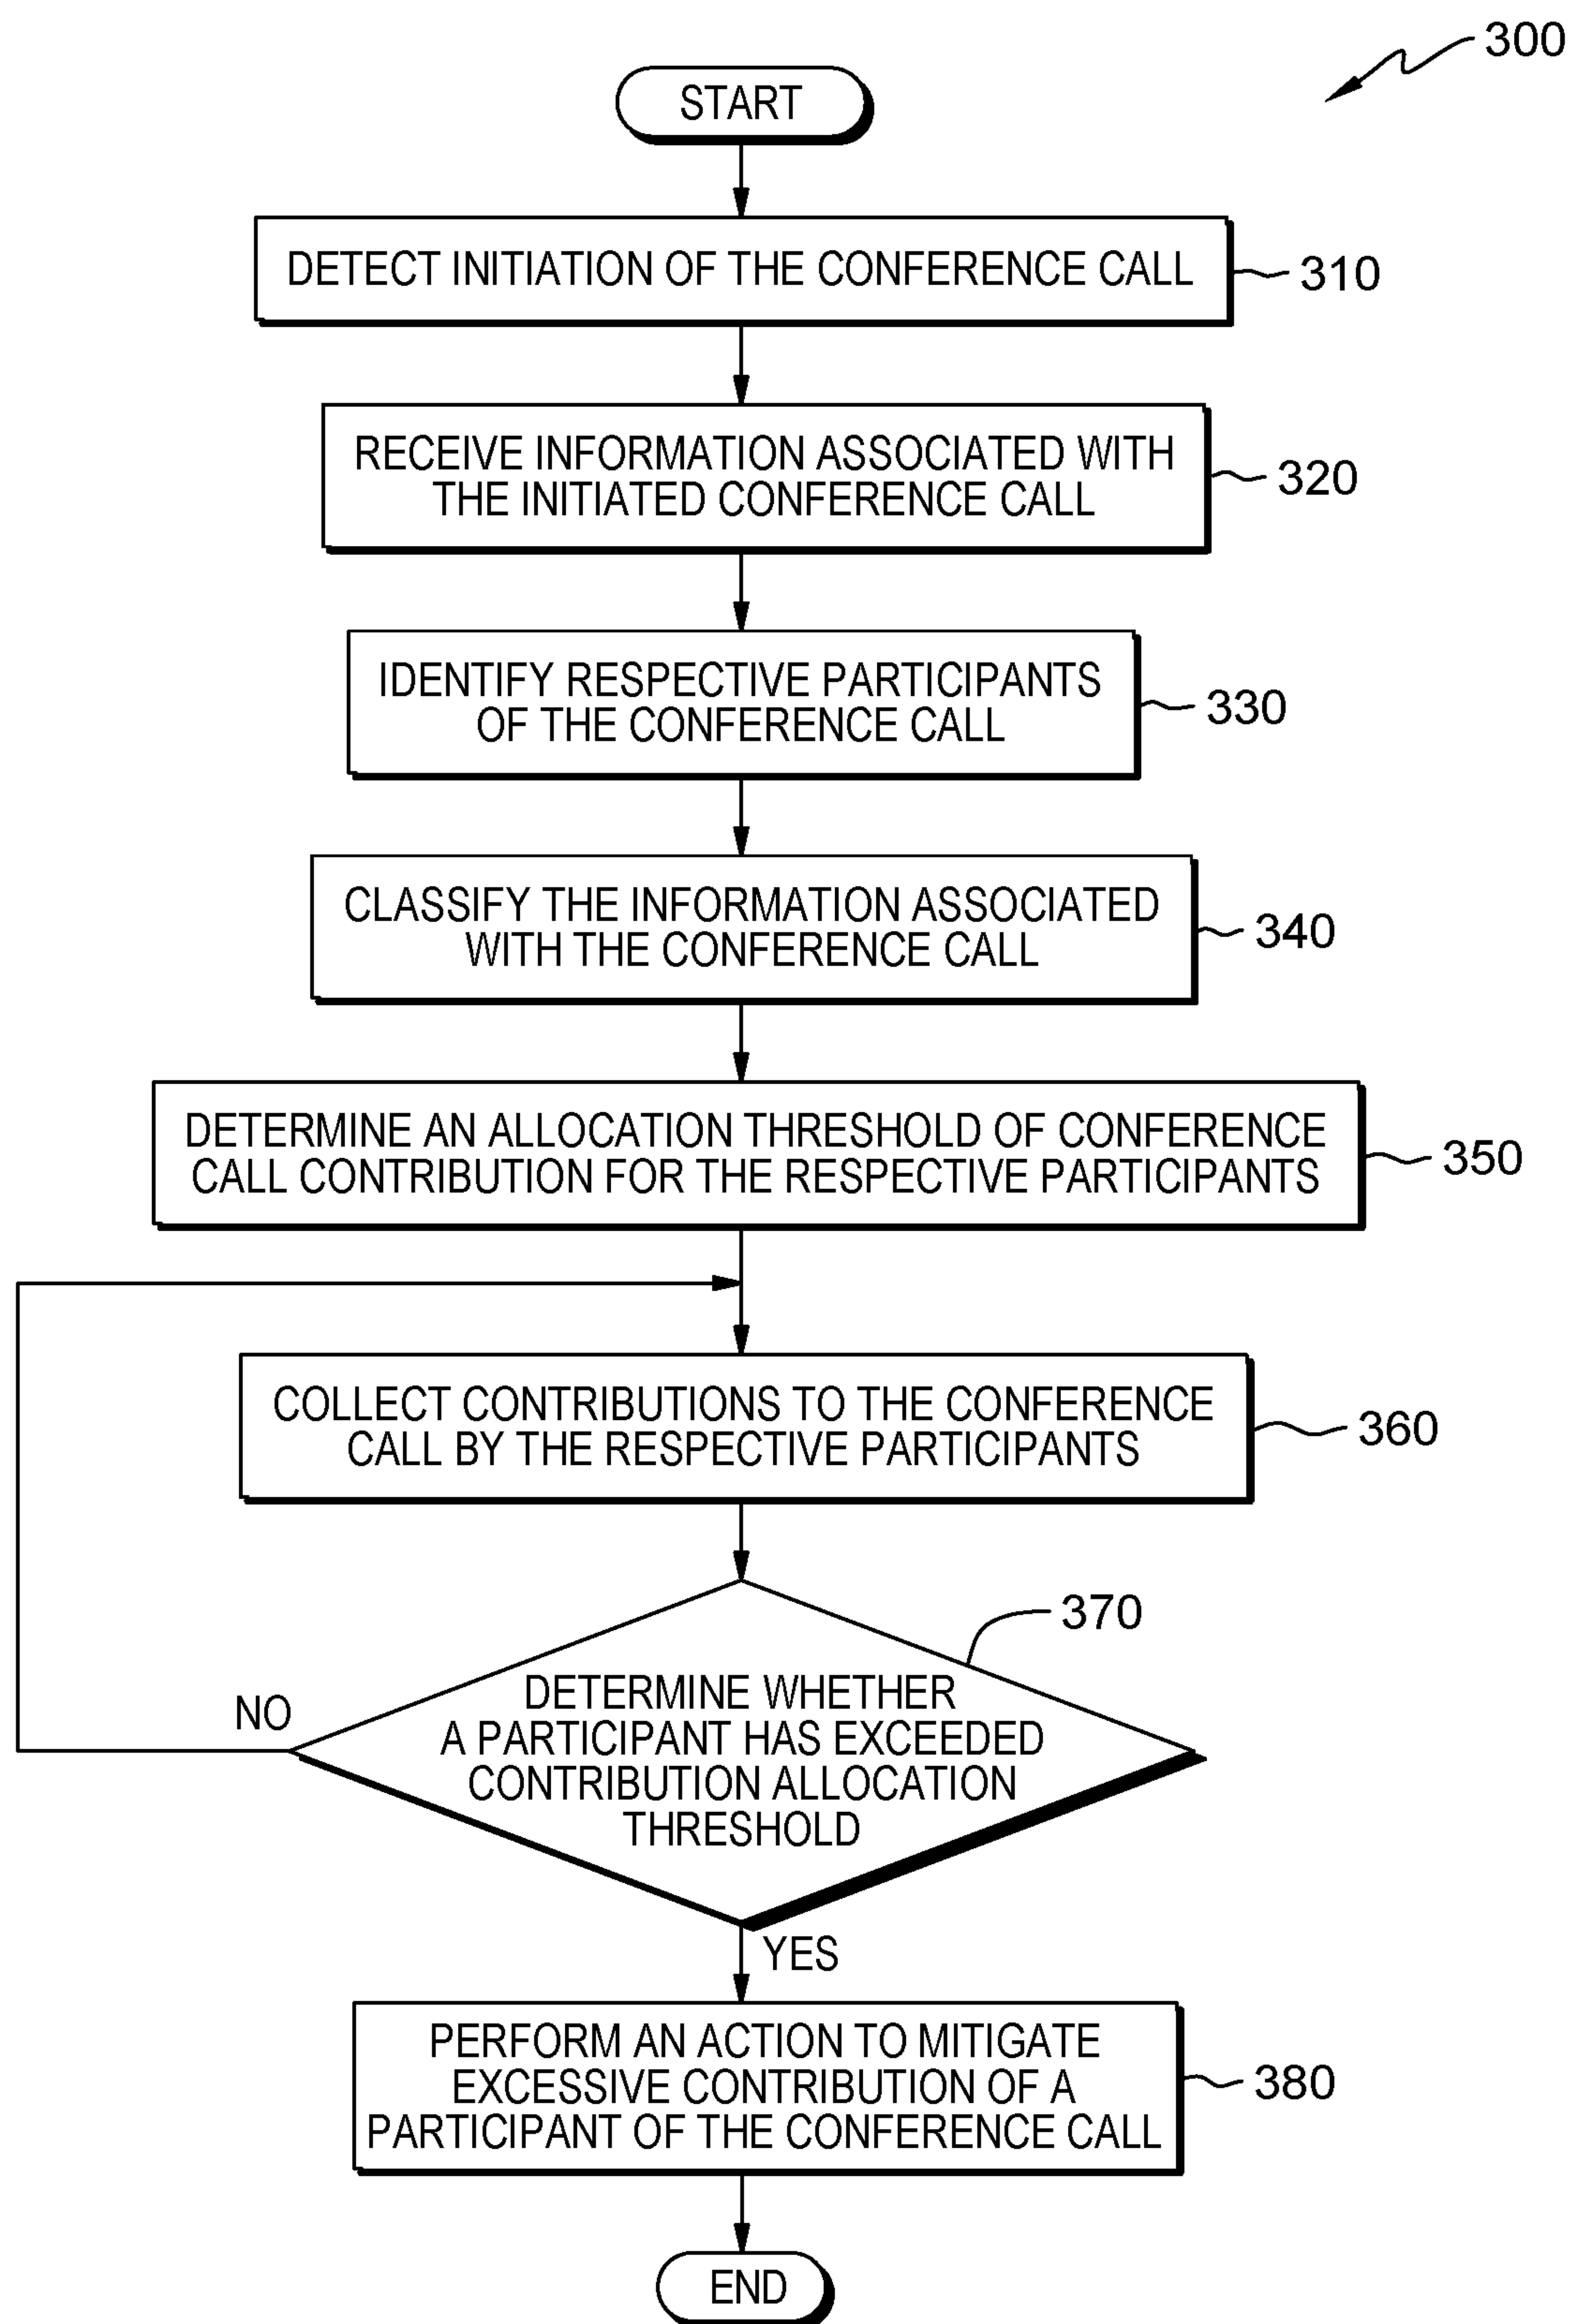 300
START
DETECT INITIATION OF THE CONFERENCE CALL
310
RECEIVE INFORMATION ASSOCIATED WITH
THE INITIATED CONFERENCE CALL
320
IDENTIFY RESPECTIVE PARTICIPANTS
OF THE CONFERENCE CALL
330
CLASSIFY THE INFORMATION ASSOCIATED
WITH THE CONFERENCE CALL
340
DETERMINE AN ALLOCATION THRESHOLD OF CONFERENCE
CALL CONTRIBUTION FOR THE RESPECTIVE PARTICIPANTS
350
COLLECT CONTRIBUTIONS TO THE CONFERENCE
CALL BY THE RESPECTIVE PARTICIPANTS
360
370
DETERMINE WHETHER
A PARTICIPANT HAS EXCEEDED
CONTRIBUTION ALLOCATION
THRESHOLD
NO
YES
PERFORM AN ACTION TO MITIGATE
EXCESSIVE CONTRIBUTION OF A
PARTICIPANT OF THE CONFERENCE CALL
380
END